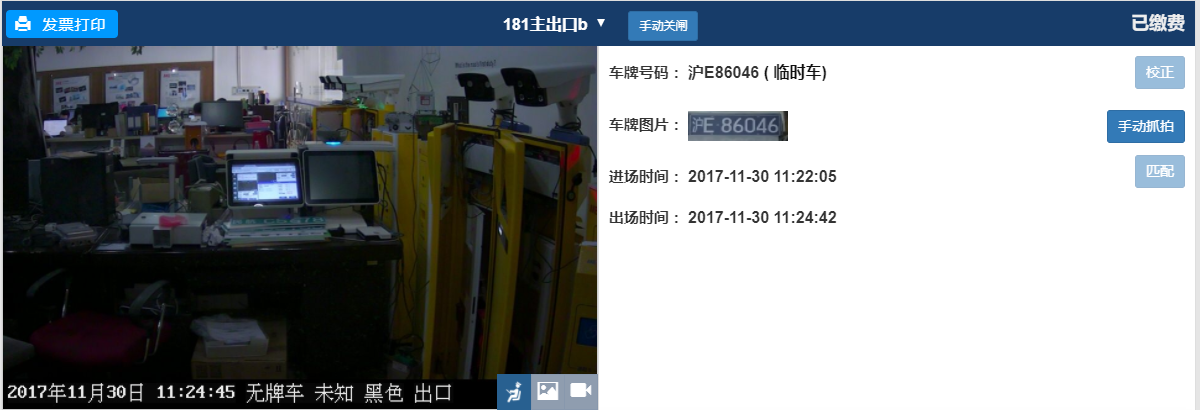 发票打印
181主出口b ▼
手动关闸
已缴费
车牌号码： 沪E86046 ( 临时车)
校正
车牌图片： 沪E 86046
手动抓拍
进场时间： 2017-11-30 11:22:05
匹配
出场时间： 2017-11-30 11:24:42
2017年11月30日 11:24:45 无牌车 未知 黑色 出口